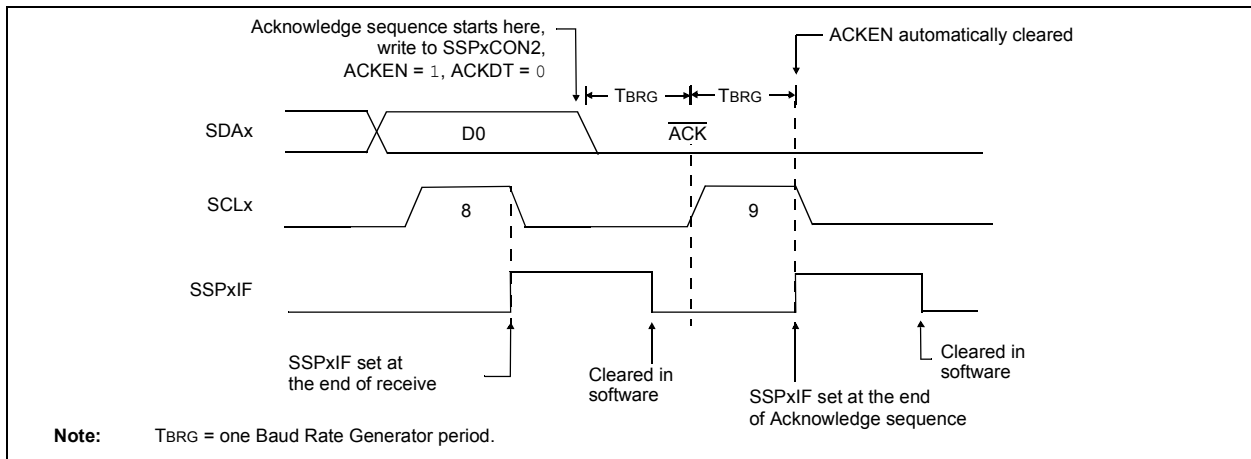 Acknowledge sequence starts here,
write to SSPxCON2,
ACKEN = 1, ACKDT = 0
ACKEN automatically cleared
TBRG
TBRG
SDAx
D0
ACK
SCLx
8
9
SSPxIF
SSPxIF set at
the end of receive
Cleared in
software
SSPxIF set at the end
of Acknowledge sequence
Cleared in
software
Note: TBRG = one Baud Rate Generator period.